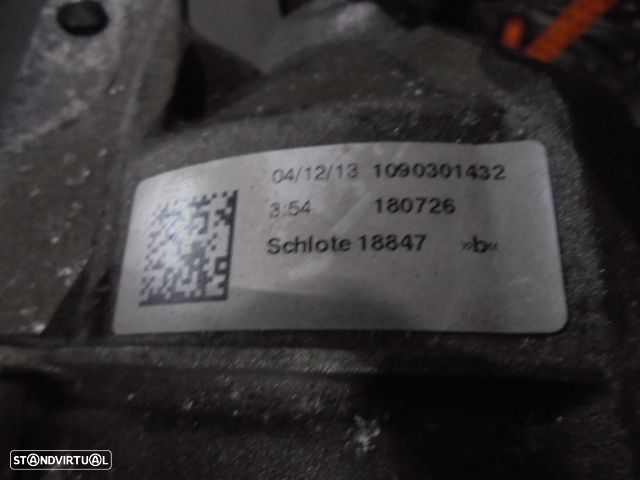 04/12/13 1090301432
3:54 180726
Schlote 18847 »b«
STANDVIRTUAL